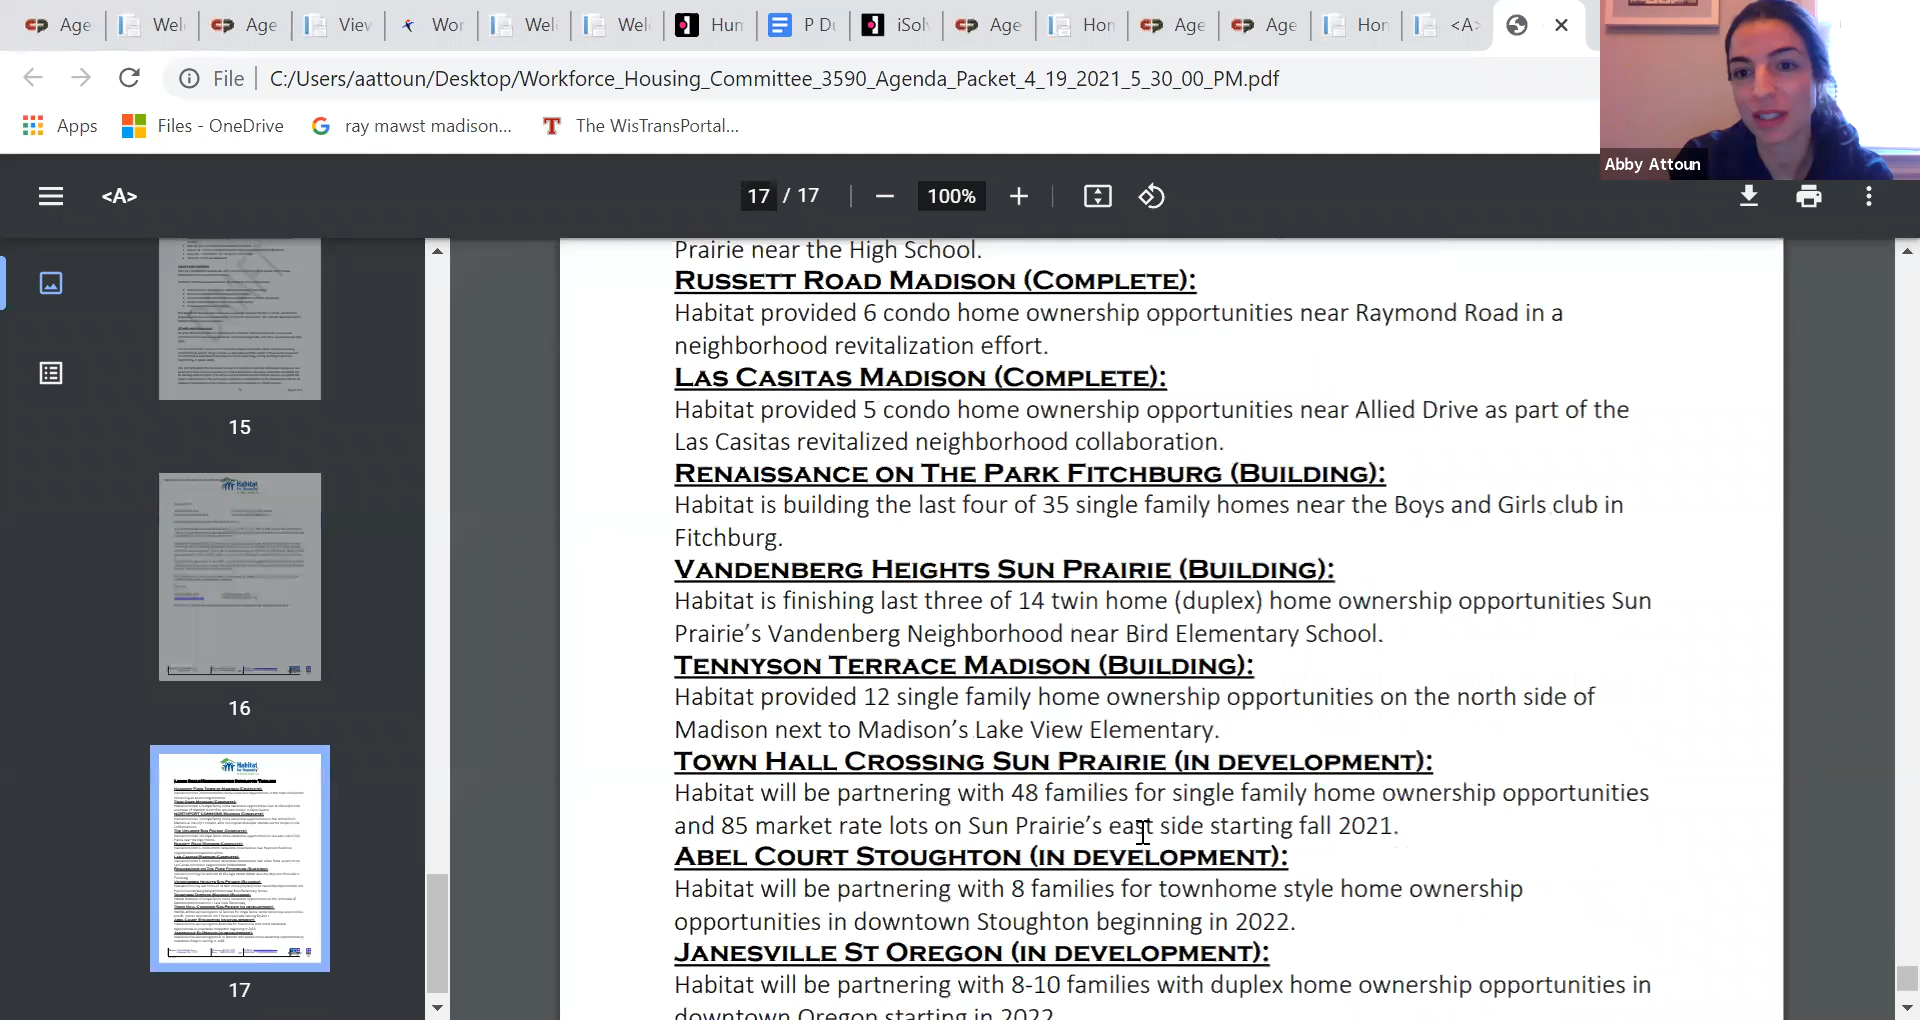 Age
Wel
Age
View
Wor
Wel
Wel
Hum
P Du
iSol
Age
Hon
Age
Age
Hon
<A>
File
C:/Users/aattoun/Desktop/Workforce_Housing_Committee_3590_Agenda_Packet_4_19_2021_5_30_00_PM.pdf
Apps
Files - OneDrive
ray mawst madison...
The WisTransPortal...
Abby Attoun
<A>
17 / 17
100%
15
16
17
Habitat
Habitat
Prairie near the High School.
RUSSETT ROAD MADISON (COMPLETE):
Habitat provided 6 condo home ownership opportunities near Raymond Road in a
neighborhood revitalization effort.
LAS CASITAS MADISON (COMPLETE):
Habitat provided 5 condo home ownership opportunities near Allied Drive as part of the
Las Casitas revitalized neighborhood collaboration.
RENAISSANCE ON THE PARK FITCHBURG (BUILDING):
Habitat is building the last four of 35 single family homes near the Boys and Girls club in
Fitchburg.
VANDENBERG HEIGHTS SUN PRAIRIE (BUILDING):
Habitat is finishing last three of 14 twin home (duplex) home ownership opportunities Sun
Prairie’s Vandenberg Neighborhood near Bird Elementary School.
TENNYSON TERRACE MADISON (BUILDING):
Habitat provided 12 single family home ownership opportunities on the north side of
Madison next to Madison’s Lake View Elementary.
TOWN HALL CROSSING SUN PRAIRIE (IN DEVELOPMENT):
Habitat will be partnering with 48 families for single family home ownership opportunities
and 85 market rate lots on Sun Prairie’s east side starting fall 2021.
ABEL COURT STOUGHTON (IN DEVELOPMENT):
Habitat will be partnering with 8 families for townhome style home ownership
opportunities in downtown Stoughton beginning in 2022.
JANESVILLE ST OREGON (IN DEVELOPMENT):
Habitat will be partnering with 8-10 families with duplex home ownership opportunities in
downtown Oregon starting in 2022.